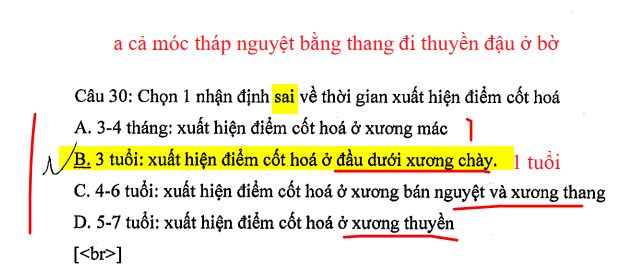 a cả móc tháp nguyệt bằng thang đi thuyền đậu ở bờ
Câu 30: Chọn 1 nhận định sai về thời gian xuất hiện điểm cốt hoá
A. 3-4 tháng: xuất hiện điểm cốt hoá ở xương mác
B. 3 tuổi: xuất hiện điểm cốt hoá ở đầu dưới xương chày. 1 tuổi
C. 4-6 tuổi: xuất hiện điểm cốt hoá ở xương bán nguyệt và xương thang
D. 5-7 tuổi: xuất hiện điểm cốt hoá ở xương thuyền
[<br>]